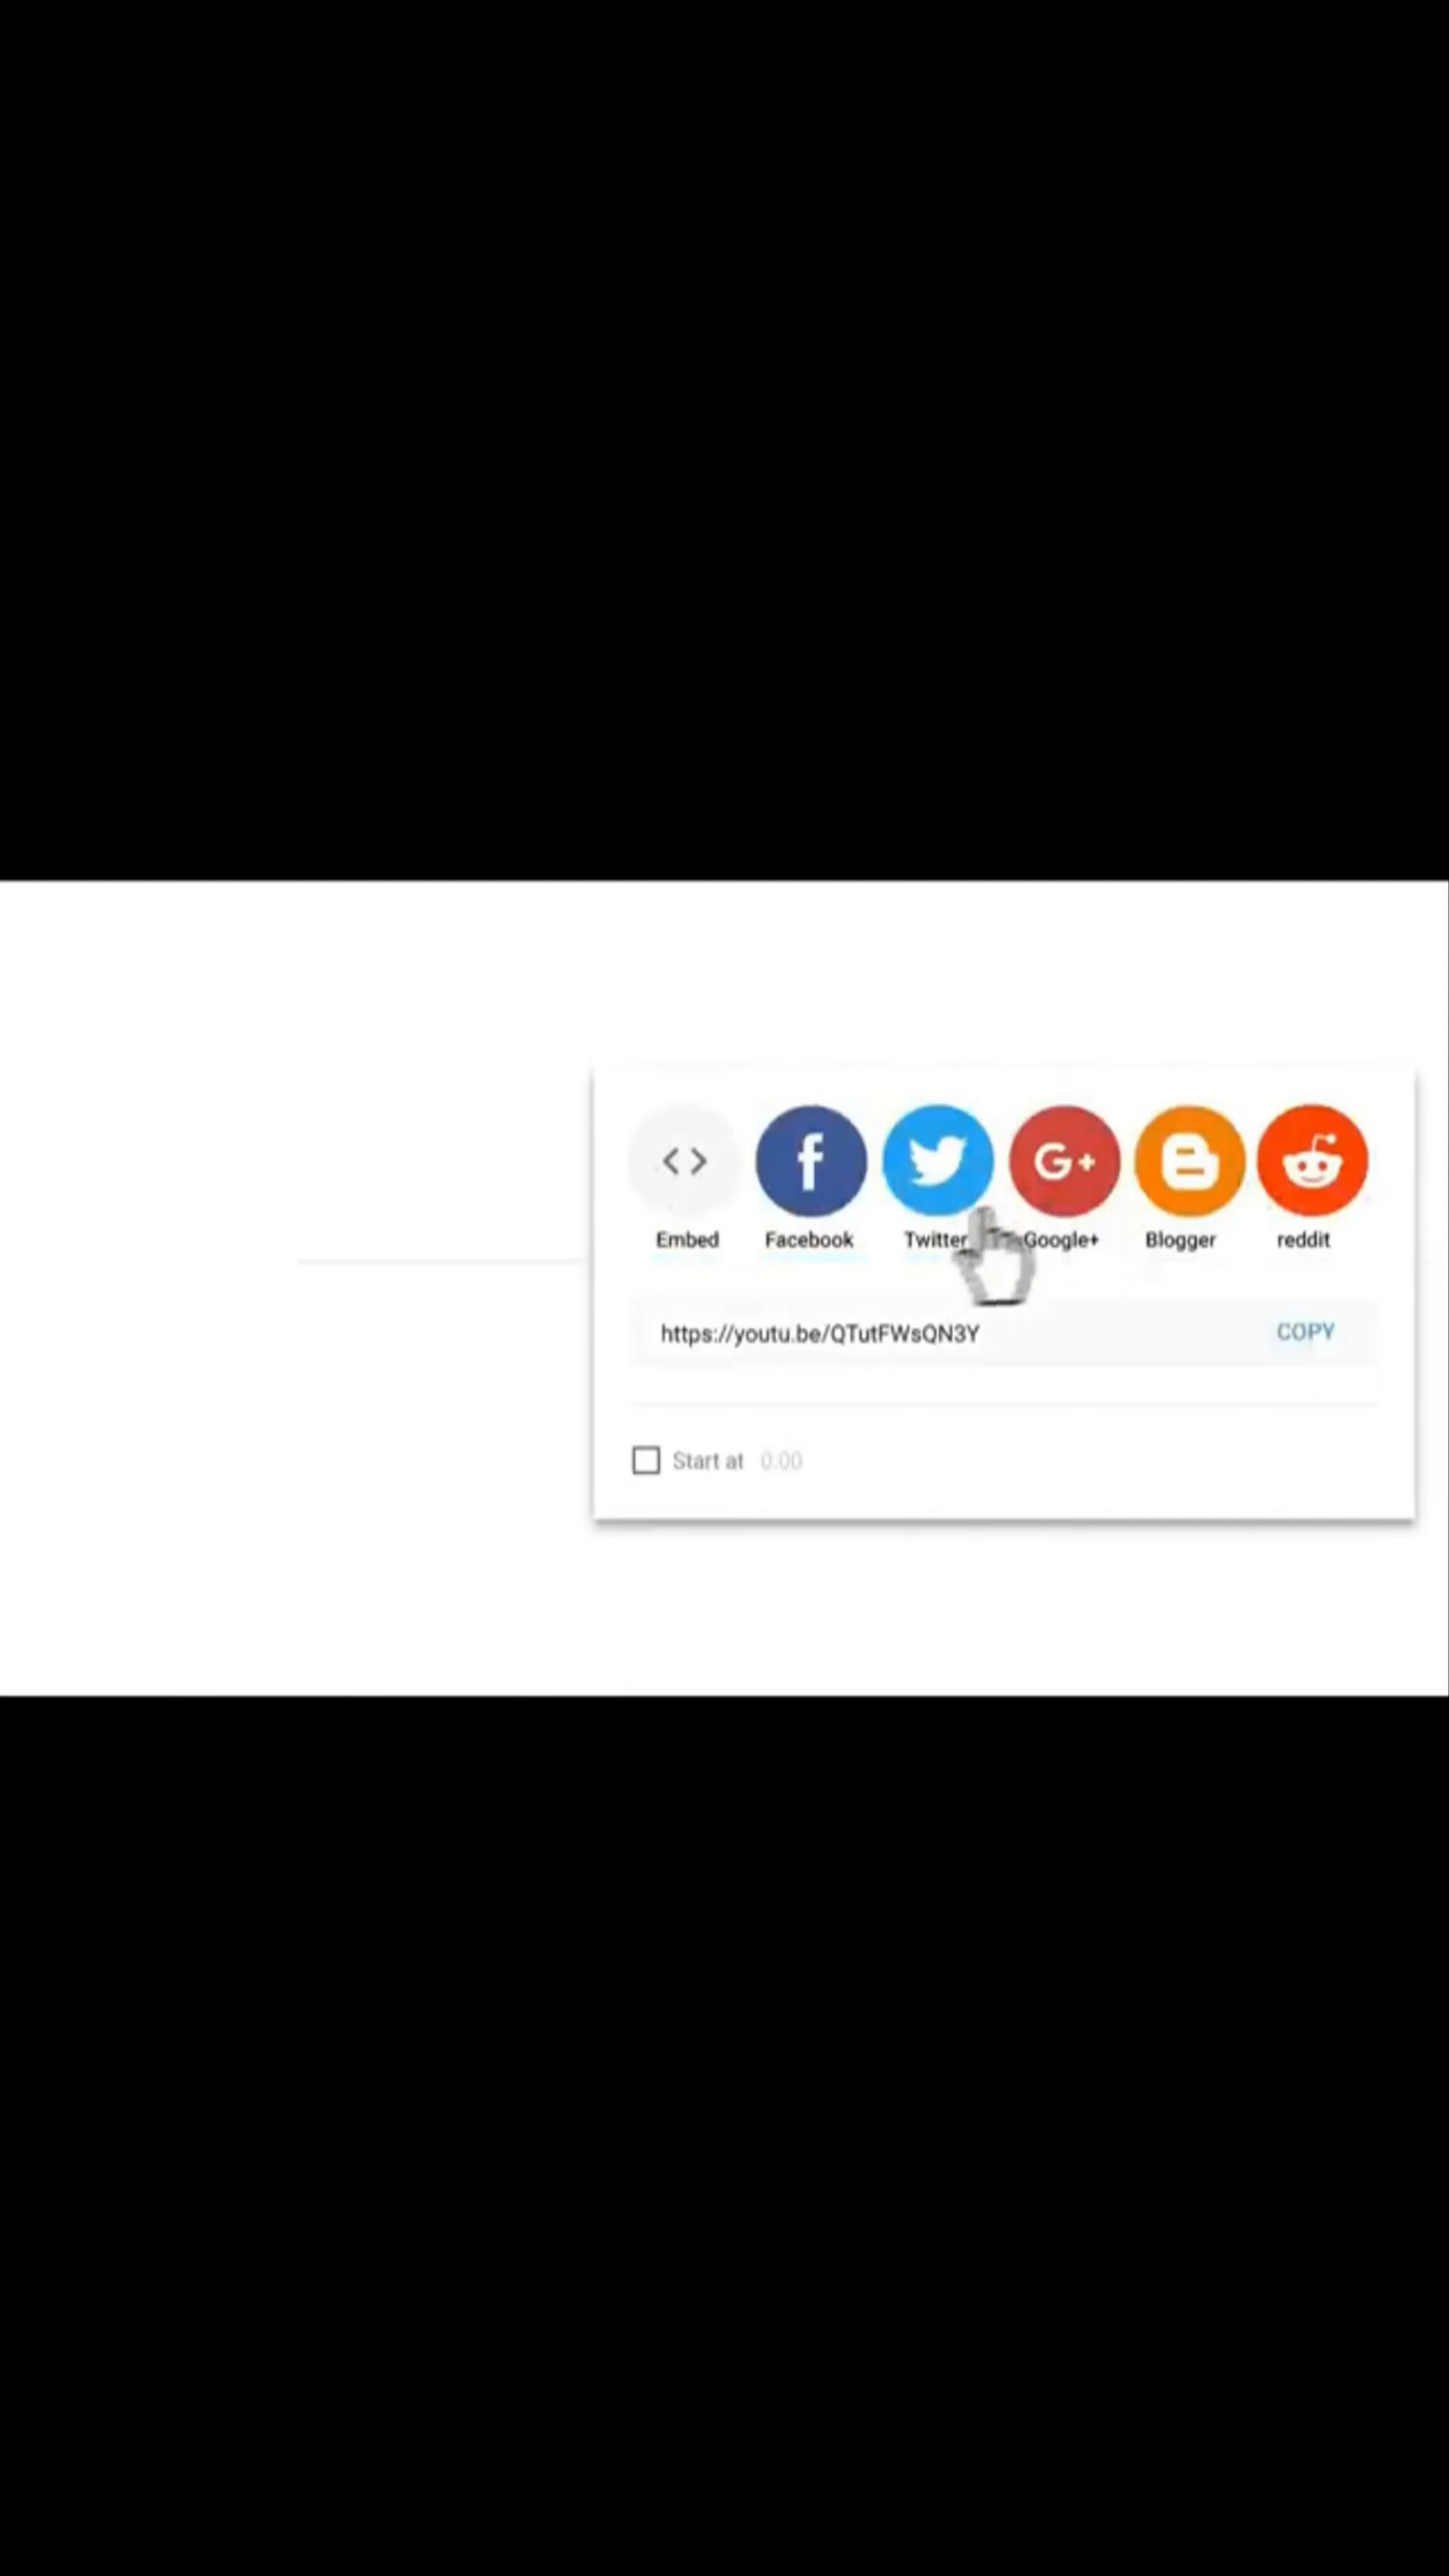 Embed Facebook Twitter Google+ Blogger reddit
https://youtu.be/QTutFWsQN3Y COPY
Start at 0.00